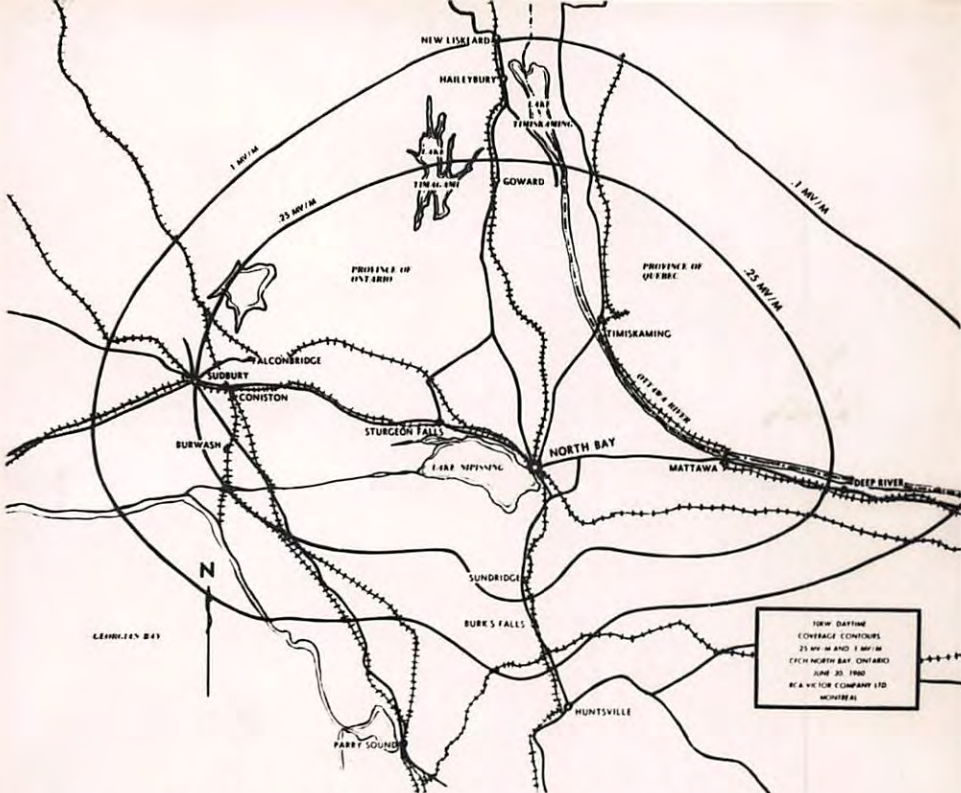 NEW LISKEARD
HAILEYBURY
LAKE
TIMISKAMING
1 MV/M
LAKE
TIMAGAMI
GOWARD
.1 MV/M
.25 MV/M
PROVINCE OF
ONTARIO
PROVINCE OF
QUEBEC
.25 MV/M
TIMISKAMING
FALCONBRIDGE
SUDBURY
CONISTON
OTTAWA RIVER
STURGEON FALLS
BURWASH
NORTH BAY
LAKE NIPISSING
MATTAWA
DEEP RIVER
N
SUNDRIDGE
BURKS FALLS
GEORGIAN BAY
10KW DAYTIME
COVERAGE CONTOURS
.25 MV/M AND .1 MV/M
CFCH NORTH BAY, ONTARIO
JUNE 20, 1960
RCA VICTOR COMPANY LTD.
MONTREAL
HUNTSVILLE
PARRY SOUND